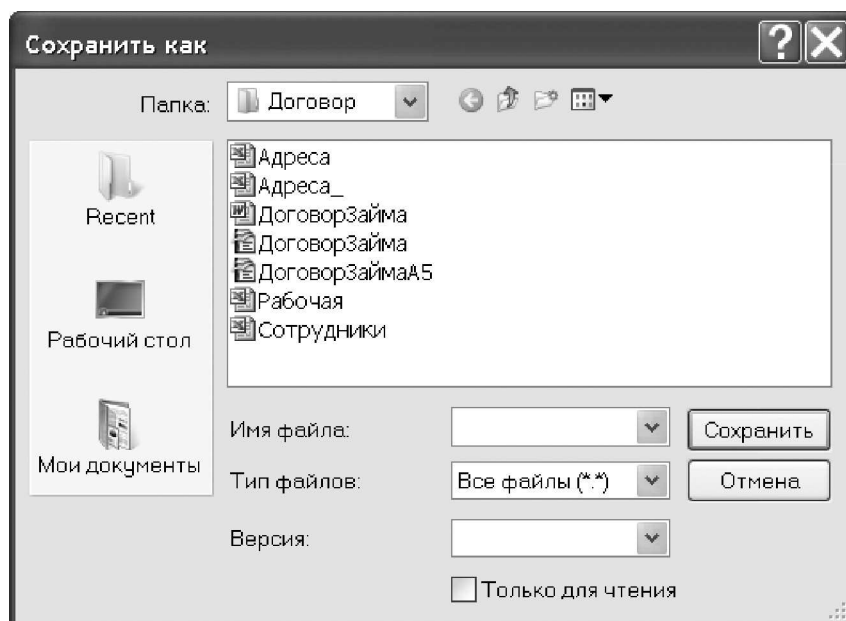 Сохранить как
Папка: Договор
Recent
Рабочий стол
Мои документы
Адреса
Адреса_
ДоговорЗайма
ДоговорЗайма
ДоговорЗаймаА5
Рабочая
Сотрудники
Имя файла: Сохранить
Тип файлов: Все файлы (*.*) Отмена
Версия:
Только для чтения